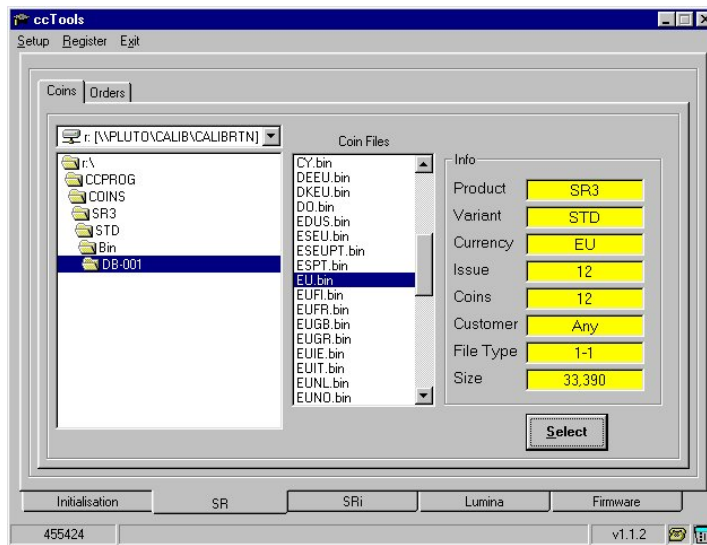 ccTools
Setup Register Exit
Coins Orders
r: [\\PLUTO\CALIB\CALIBRTN]
r:\
CCPROG
COINS
SR3
STD
Bin
DB-001
Coin Files
CY.bin
DEEU.bin
DKEU.bin
DO.bin
EDUS.bin
ESEU.bin
ESEUPT.bin
ESPT.bin
EU.bin
EUFI.bin
EUFR.bin
EUGB.bin
EUGR.bin
EUIE.bin
EUIT.bin
EUNL.bin
EUNO.bin
Info
Product SR3
Variant STD
Currency EU
Issue 12
Coins 12
Customer Any
File Type 1-1
Size 33,390
Select
Initialisation SR SRi Lumina Firmware
455424 v1.1.2